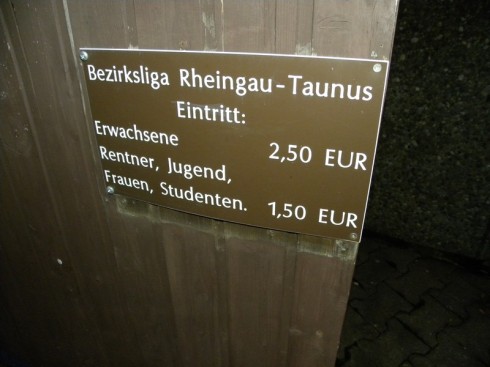 Bezirksliga Rheingau-Taunus
Eintritt:
Erwachsene 2,50 EUR
Rentner, Jugend,
Frauen, Studenten. 1,50 EUR